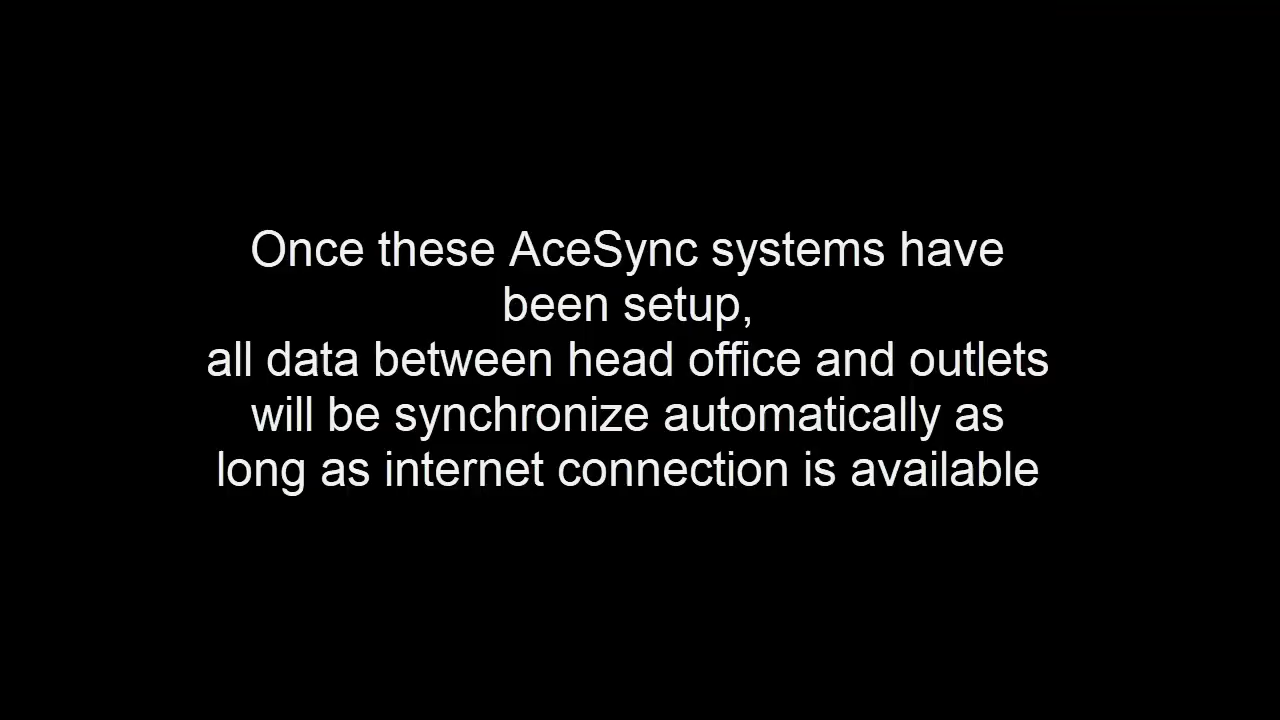 Once these AceSync systems have
been setup,
all data between head office and outlets
will be synchronize automatically as
long as internet connection is available